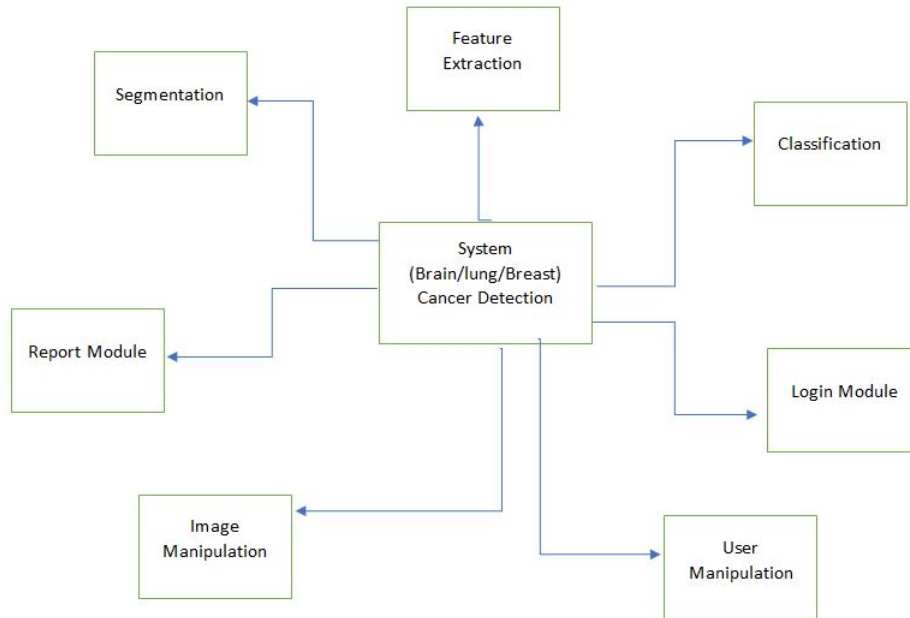 Feature
Extraction
Segmentation
Classification
System
(Brain/lung/Breast)
Cancer Detection
Report Module
Login Module
Image
Manipulation
User
Manipulation